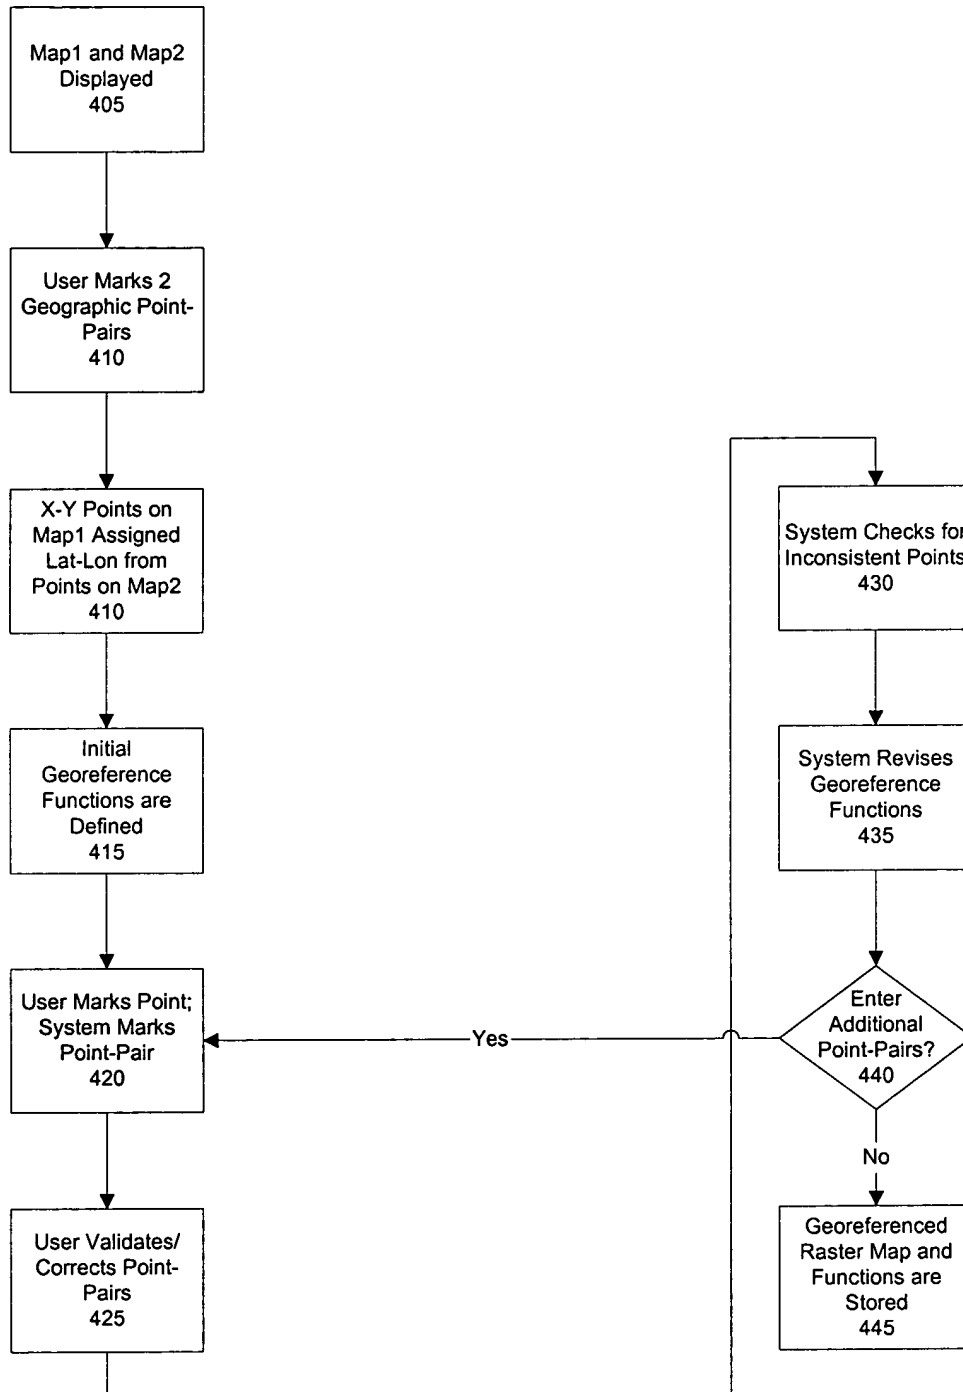 Map1 and Map2
Displayed
405
User Marks 2
Geographic Point-
Pairs
410
X-Y Points on
Map1 Assigned
Lat-Lon from
Points on Map2
410
Initial
Georeference
Functions are
Defined
415
User Marks Point;
System Marks
Point-Pair
420
User Validates/
Corrects Point-
Pairs
425
System Checks for
Inconsistent Points
430
System Revises
Georeference
Functions
435
Enter
Additional
Point-Pairs?
440
Yes
No
Georeferenced
Raster Map and
Functions are
Stored
445